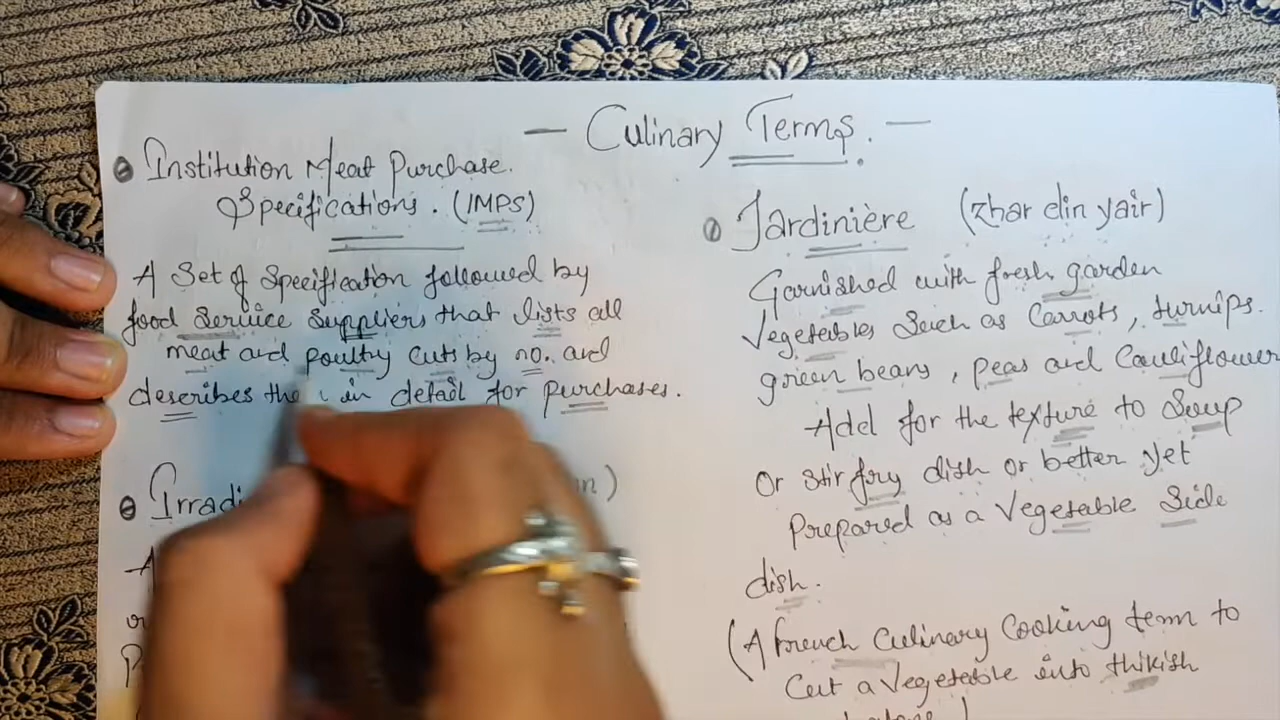 — Culinary Terms. —
Institution Meat Purchase.
Specifications. (IMPS)
A Set of Specification followed by
food Service Suppliers that lists all
meat and poultry cuts by no. and
describes the in detail for purchases.
Jardinière (zhar din yair)
Garnished with fresh garden
Vegetables Such as Carrots, turnips.
green beans, peas and Cauliflower
Add for the texture to Soup
Or stir fry dish or better yet
Prepared as a Vegetable Side
dish.
(A french Culinary Cooking term to
Cut a Vegetable into thikish